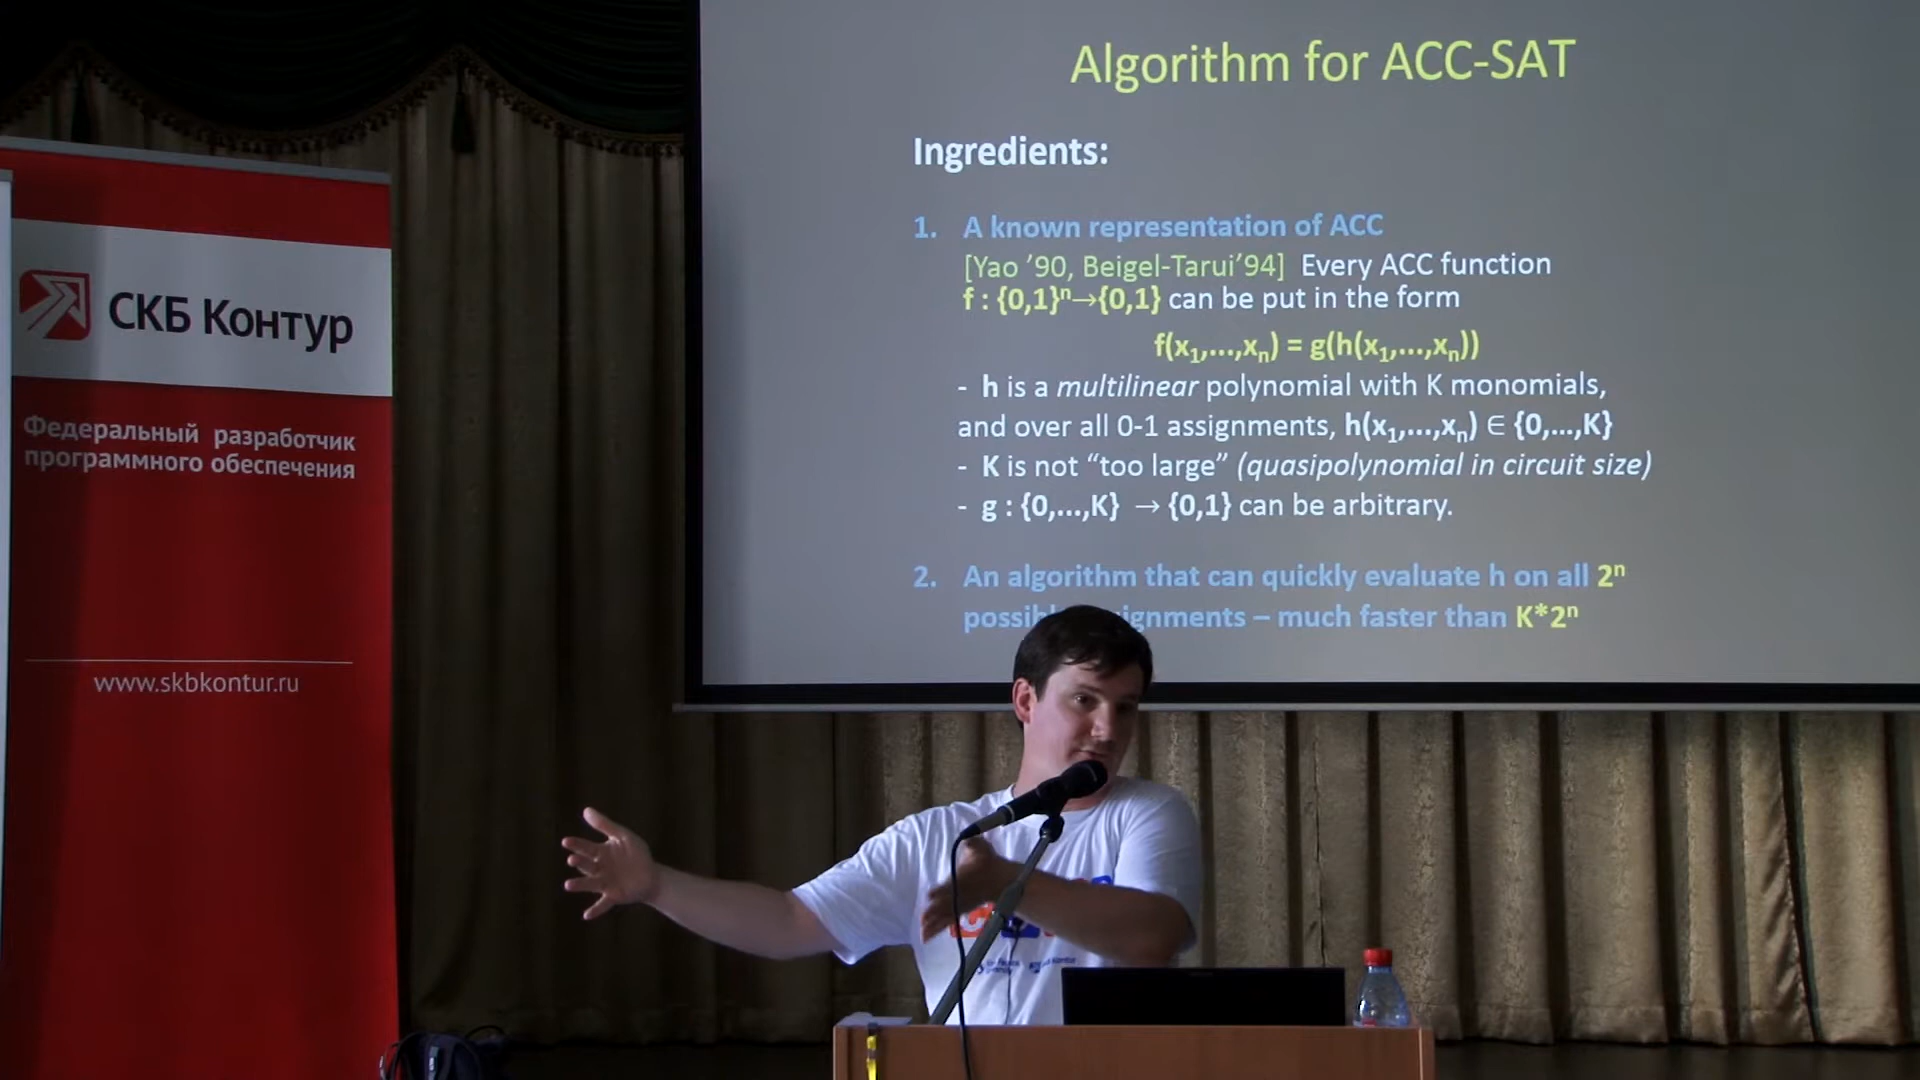 СКБ Контур
Федеральный разработчик
программного обеспечения
www.skbkontur.ru
Algorithm for ACC-SAT
Ingredients:
1. A known representation of ACC
[Yao ’90, Beigel-Tarui’94] Every ACC function
f : {0,1}ⁿ→{0,1} can be put in the form
f(x₁,...,xₙ) = g(h(x₁,...,xₙ))
- h is a multilinear polynomial with K monomials,
and over all 0-1 assignments, h(x₁,...,xₙ) ∈ {0,...,K}
- K is not “too large” (quasipolynomial in circuit size)
- g : {0,...,K} → {0,1} can be arbitrary.
2. An algorithm that can quickly evaluate h on all 2ⁿ
– much faster than K*2ⁿ